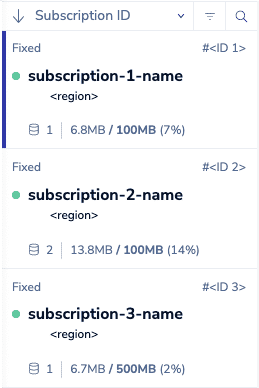 Subscription ID
Fixed #<ID 1>
subscription-1-name
<region>
1 6.8MB / 100MB (7%)
Fixed #<ID 2>
subscription-2-name
<region>
2 13.8MB / 100MB (14%)
Fixed #<ID 3>
subscription-3-name
<region>
1 6.7MB / 500MB (2%)